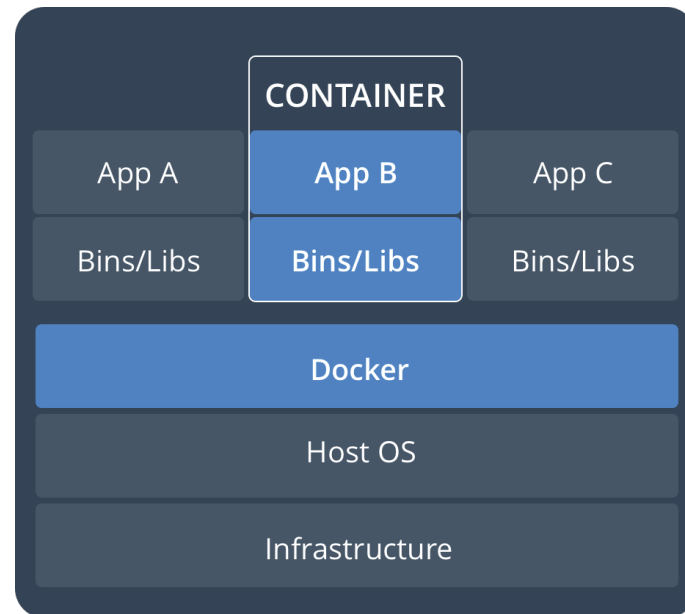 CONTAINER
App A App B App C
Bins/Libs Bins/Libs Bins/Libs
Docker
Host OS
Infrastructure